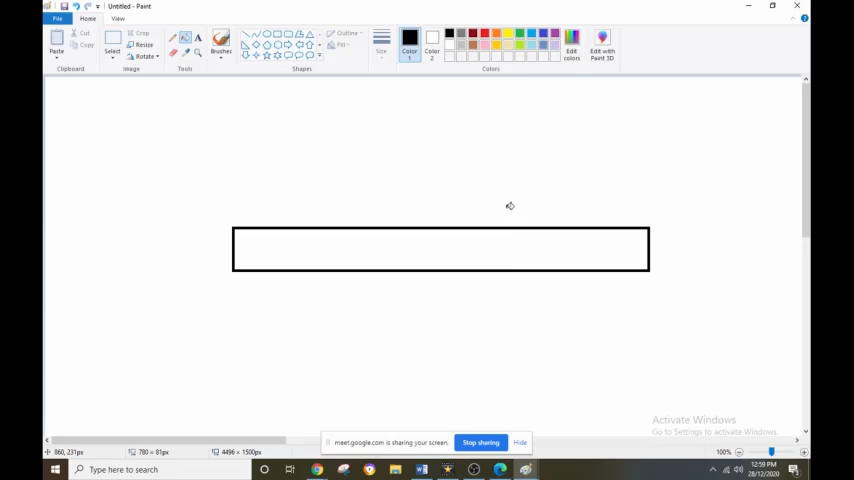 Untitled - Paint
File Home View
Paste
Cut
Copy
Clipboard
Select
Crop
Resize
Rotate
Image
A
Tools
Brushes
Shapes
Outline
Fill
Size
Color 1
Color 2
Colors
Edit colors
Edit with Paint 3D
Activate Windows
Go to Settings to activate Windows.
meet.google.com is sharing your screen.
Stop sharing
Hide
860, 231px
780 × 81px
4496 × 1500px
100%
Type here to search
12:59 PM
28/12/2020